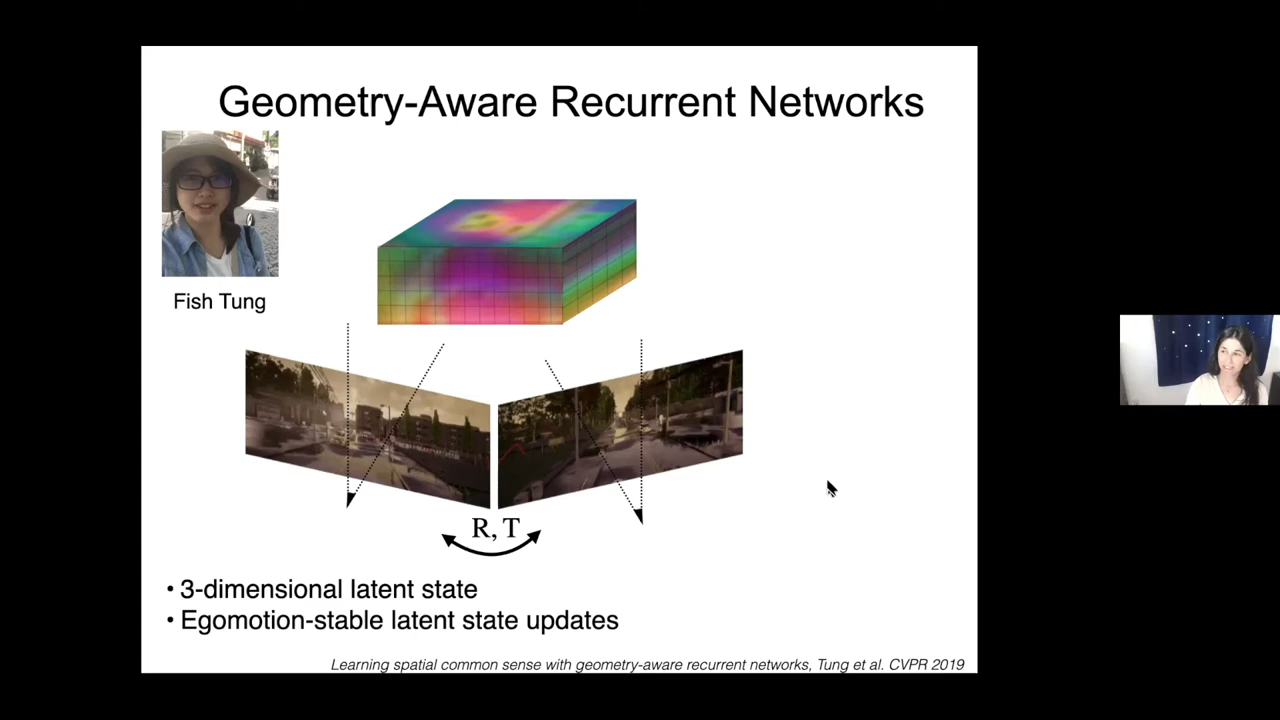 Geometry-Aware Recurrent Networks
Fish Tung
R, T
• 3-dimensional latent state
• Egomotion-stable latent state updates
Learning spatial common sense with geometry-aware recurrent networks, Tung et al. CVPR 2019